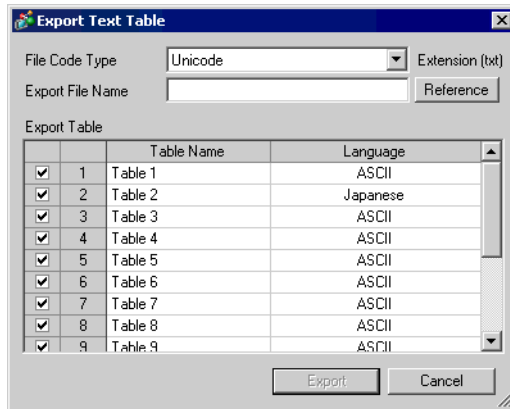 Export Text Table
File Code Type Unicode Extension (txt)
Export File Name Reference
Export Table
Table Name Language
1 Table 1 ASCII
2 Table 2 Japanese
3 Table 3 ASCII
4 Table 4 ASCII
5 Table 5 ASCII
6 Table 6 ASCII
7 Table 7 ASCII
8 Table 8 ASCII
9 Table 9 ASCII
Export Cancel